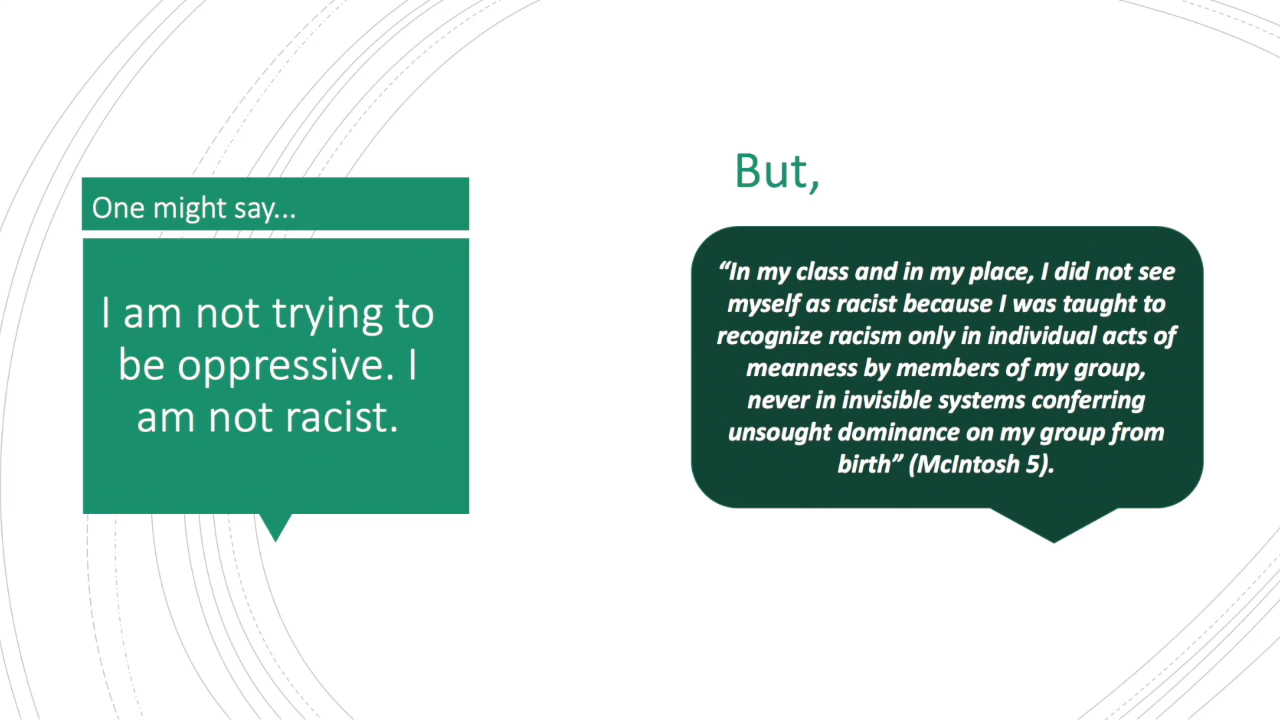 One might say...
I am not trying to
be oppressive. I
am not racist.
But,
“In my class and in my place, I did not see
myself as racist because I was taught to
recognize racism only in individual acts of
meanness by members of my group,
never in invisible systems conferring
unsought dominance on my group from
birth” (McIntosh 5).